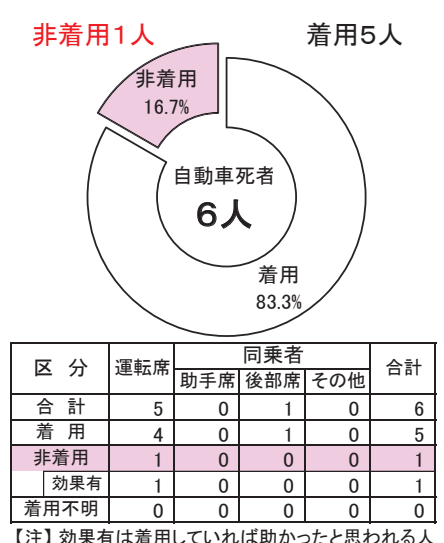 非着用1人 着用5人
非着用
16.7%
自動車死者
6人
着用
83.3%
区 分 運転席 同乗者 合計
助手席 後部席 その他
合 計 5 0 1 0 6
着 用 4 0 1 0 5
非着用 1 0 0 0 1
効果有 1 0 0 0 1
着用不明 0 0 0 0 0
【注】効果有は着用していれば助かったと思われる人